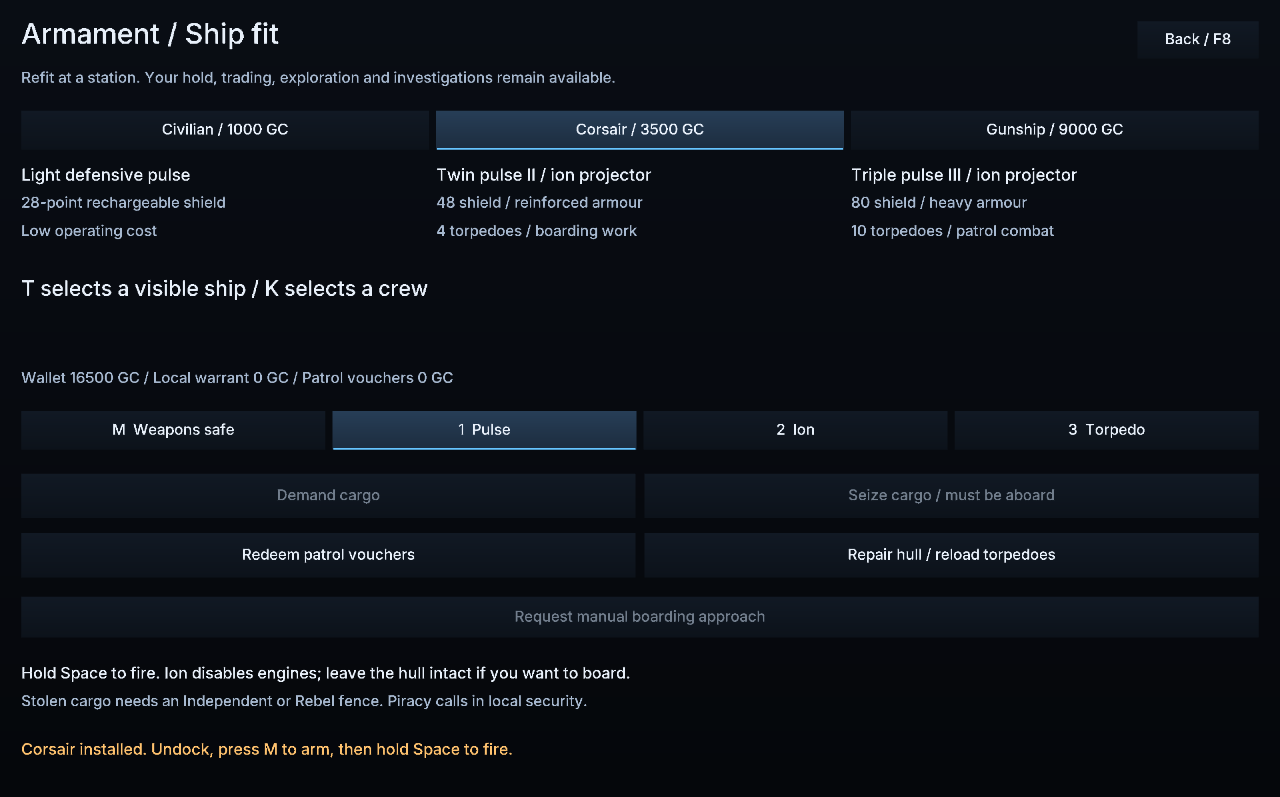 Armament / Ship fit
Back / F8
Refit at a station. Your hold, trading, exploration and investigations remain available.
Civilian / 1000 GC
Corsair / 3500 GC
Gunship / 9000 GC
Light defensive pulse
Twin pulse II / ion projector
Triple pulse III / ion projector
28-point rechargeable shield
48 shield / reinforced armour
80 shield / heavy armour
Low operating cost
4 torpedoes / boarding work
10 torpedoes / patrol combat
T selects a visible ship / K selects a crew
Wallet 16500 GC / Local warrant 0 GC / Patrol vouchers 0 GC
M Weapons safe
1 Pulse
2 Ion
3 Torpedo
Demand cargo
Seize cargo / must be aboard
Redeem patrol vouchers
Repair hull / reload torpedoes
Request manual boarding approach
Hold Space to fire. Ion disables engines; leave the hull intact if you want to board.
Stolen cargo needs an Independent or Rebel fence. Piracy calls in local security.
Corsair installed. Undock, press M to arm, then hold Space to fire.